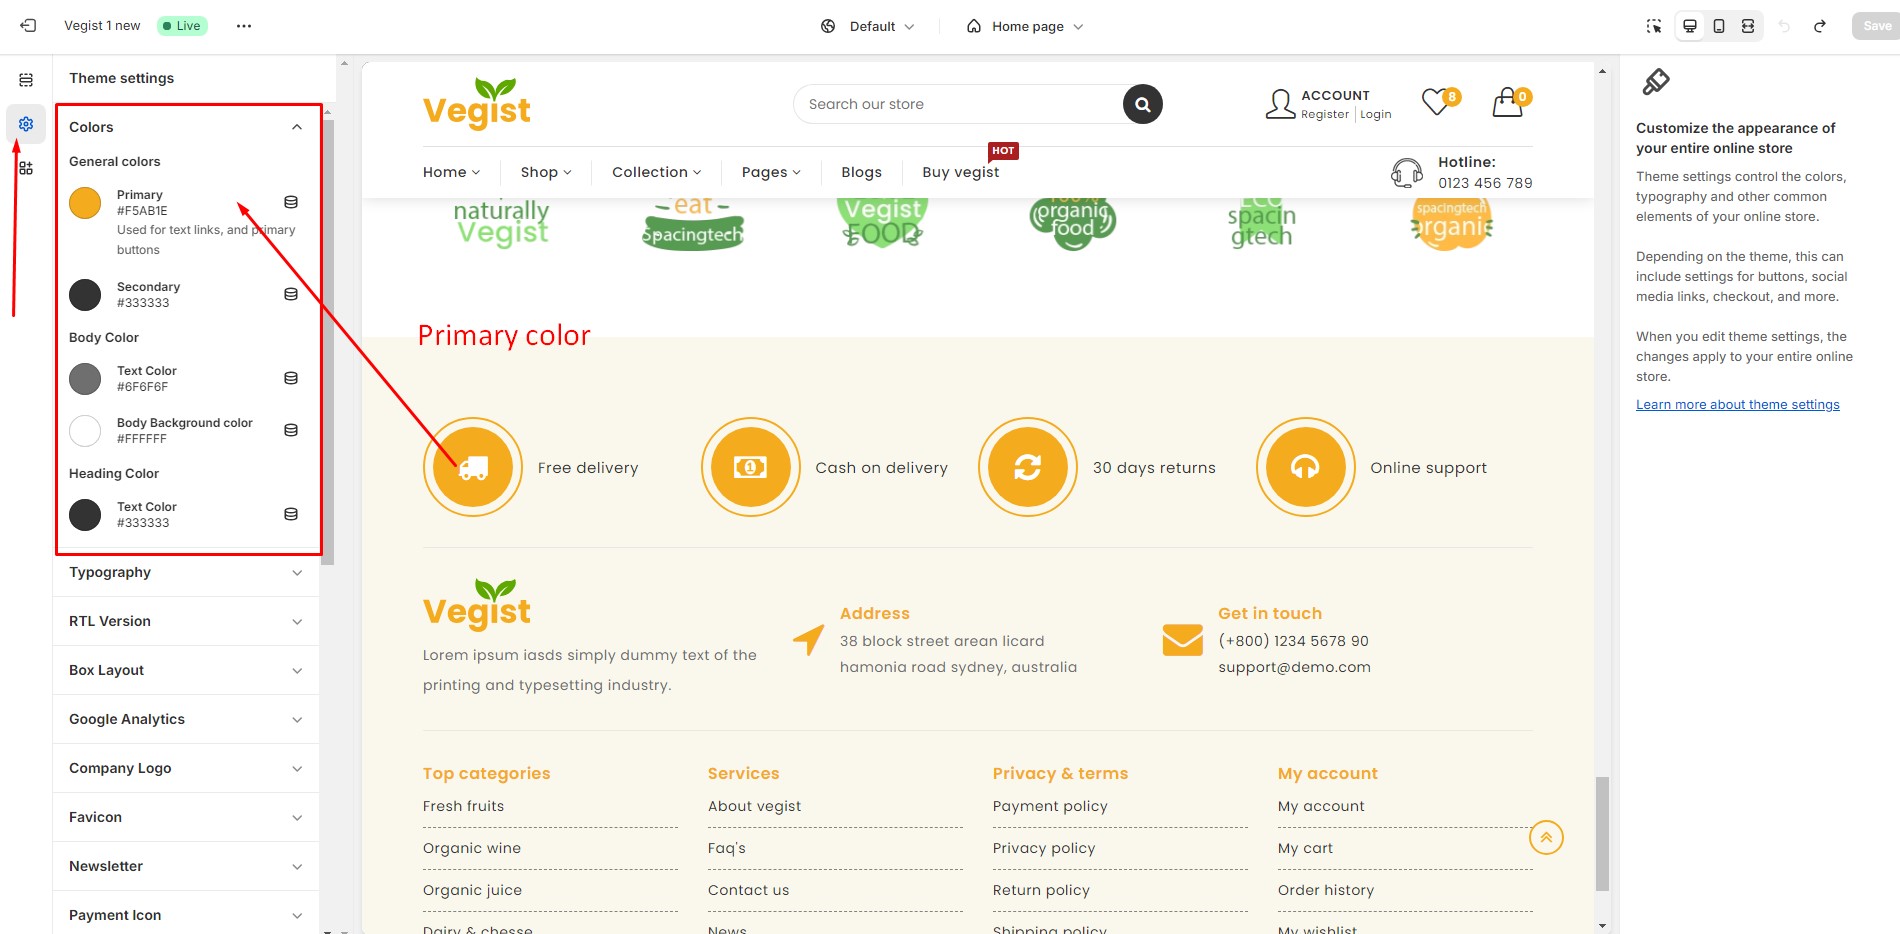 Vegist 1 new
Live
Default
Home page
Save
Theme settings
Colors
General colors
Primary
#F5AB1E
Used for text links, and primary
buttons
Secondary
#333333
Body Color
Text Color
#6F6F6F
Body Background color
#FFFFFF
Heading Color
Text Color
#333333
Typography
RTL Version
Box Layout
Google Analytics
Company Logo
Favicon
Newsletter
Payment Icon
Vegist
Search our store
ACCOUNT
Register Login
8
0
HOT
Home Shop Collection Pages Blogs Buy vegist
Hotline:
0123 456 789
naturally
Vegist
eat
Spacingtech
Vegist
FOOD
100%
organic
food
ECO
spacin
gtech
spacingtech
organic
Primary color
Free delivery
1
Cash on delivery
30 days returns
Online support
Vegist
Lorem ipsum iasds simply dummy text of the
printing and typesetting industry.
Address
38 block street arean licard
hamonia road sydney, australia
Get in touch
(+800) 1234 5678 90
support@demo.com
Top categories
Fresh fruits
Organic wine
Organic juice
Dairy & chesse
Services
About vegist
Faq's
Contact us
News
Privacy & terms
Payment policy
Privacy policy
Return policy
Shipping policy
My account
My account
My cart
Order history
My wishlist
Customize the appearance of
your entire online store
Theme settings control the colors,
typography and other common
elements of your online store.
Depending on the theme, this can
include settings for buttons, social
media links, checkout, and more.
When you edit theme settings, the
changes apply to your entire online
store.
Learn more about theme settings